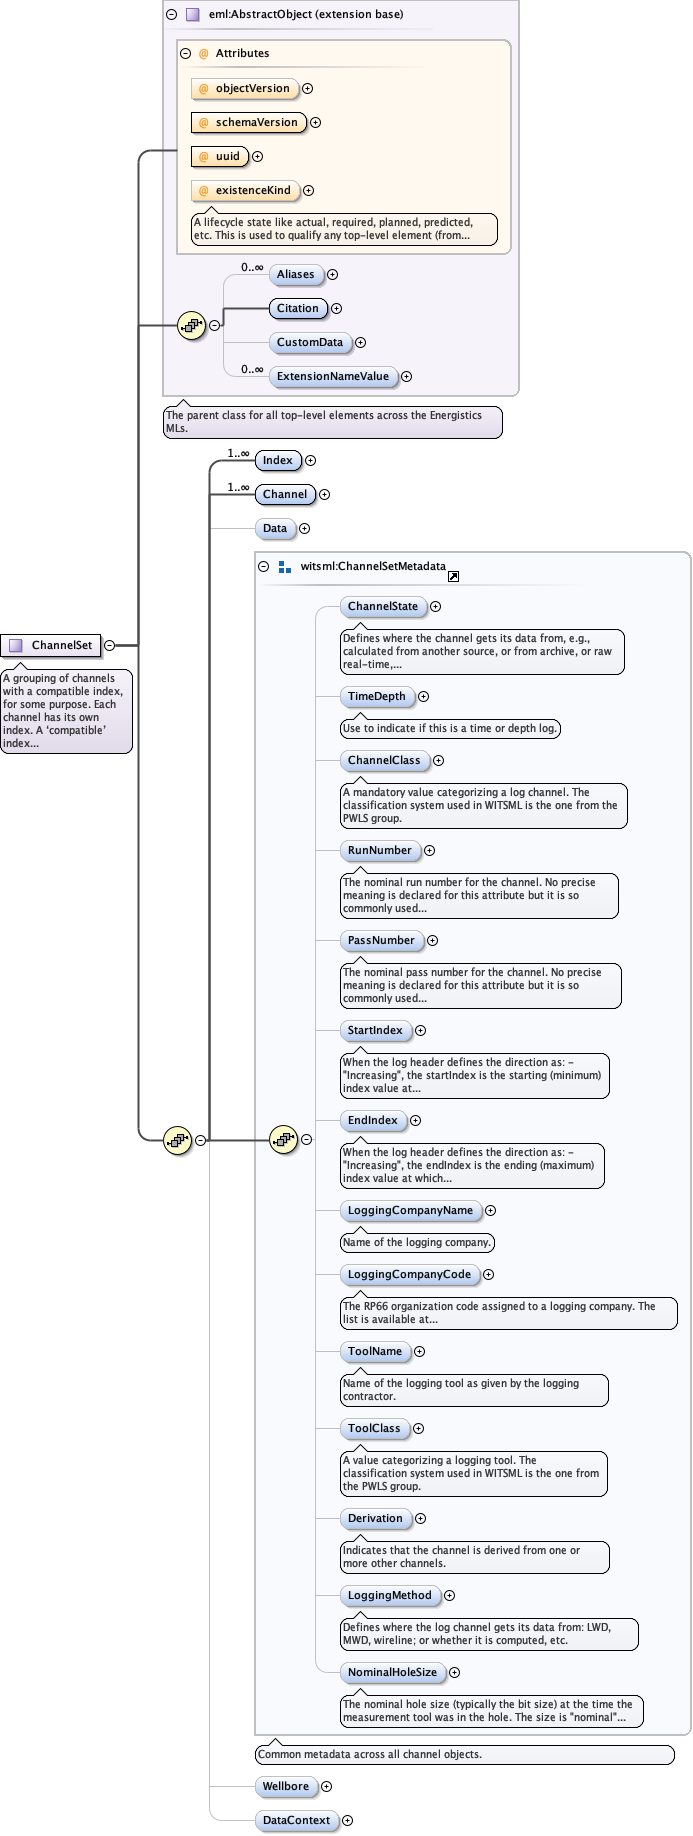 eml:AbstractObject (extension base)
@ Attributes
@ objectVersion
@ schemaVersion
@ uuid
@ existenceKind
A lifecycle state like actual, required, planned, predicted,
etc. This is used to qualify any top-level element (from...
0..∞
Aliases
Citation
CustomData
0..∞
ExtensionNameValue
The parent class for all top-level elements across the Energistics
MLs.
1..∞
Index
1..∞
Channel
Data
witsml:ChannelSetMetadata
ChannelState
Defines where the channel gets its data from, e.g.,
calculated from another source, or from archive, or raw
real-time,...
ChannelSet
A grouping of channels
with a compatible index,
for some purpose. Each
channel has its own
index. A ‘compatible’
index...
TimeDepth
Use to indicate if this is a time or depth log.
ChannelClass
A mandatory value categorizing a log channel. The
classification system used in WITSML is the one from the
PWLS group.
RunNumber
The nominal run number for the channel. No precise
meaning is declared for this attribute but it is so
commonly used...
PassNumber
The nominal pass number for the channel. No precise
meaning is declared for this attribute but it is so
commonly used...
StartIndex
When the log header defines the direction as: -
"Increasing", the startIndex is the starting (minimum)
index value at...
EndIndex
When the log header defines the direction as: -
"Increasing", the endIndex is the ending (maximum)
index value at which...
LoggingCompanyName
Name of the logging company.
LoggingCompanyCode
The RP66 organization code assigned to a logging company. The
list is available at...
ToolName
Name of the logging tool as given by the logging
contractor.
ToolClass
A value categorizing a logging tool. The
classification system used in WITSML is the one from
the PWLS group.
Derivation
Indicates that the channel is derived from one or
more other channels.
LoggingMethod
Defines where the log channel gets its data from: LWD,
MWD, wireline; or whether it is computed, etc.
NominalHoleSize
The nominal hole size (typically the bit size) at the time the
measurement tool was in the hole. The size is "nominal"...
Common metadata across all channel objects.
Wellbore
DataContext